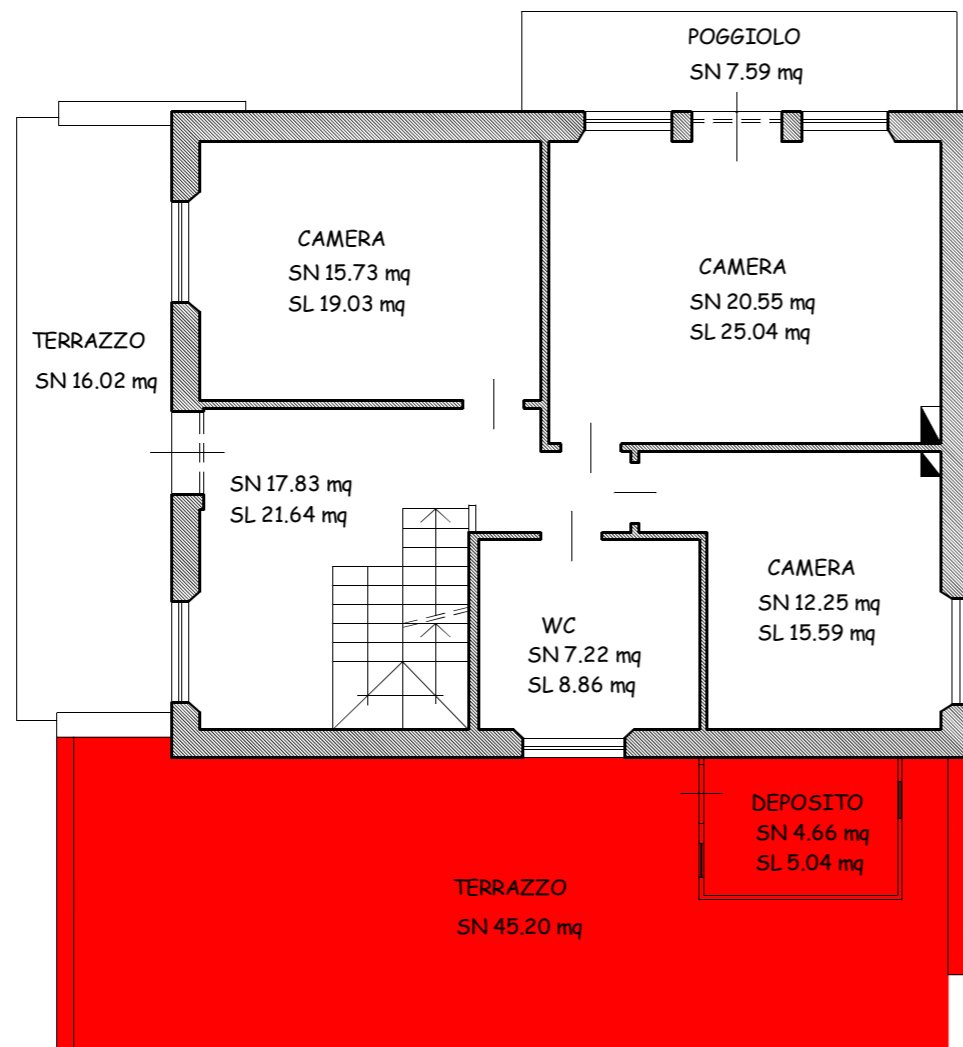 POGGIOLO
SN 7.59 mq
CAMERA
SN 15.73 mq
SL 19.03 mq
CAMERA
SN 20.55 mq
SL 25.04 mq
TERRAZZO
SN 16.02 mq
SN 17.83 mq
SL 21.64 mq
CAMERA
SN 12.25 mq
SL 15.59 mq
WC
SN 7.22 mq
SL 8.86 mq
DEPOSITO
SN 4.66 mq
SL 5.04 mq
TERRAZZO
SN 45.20 mq